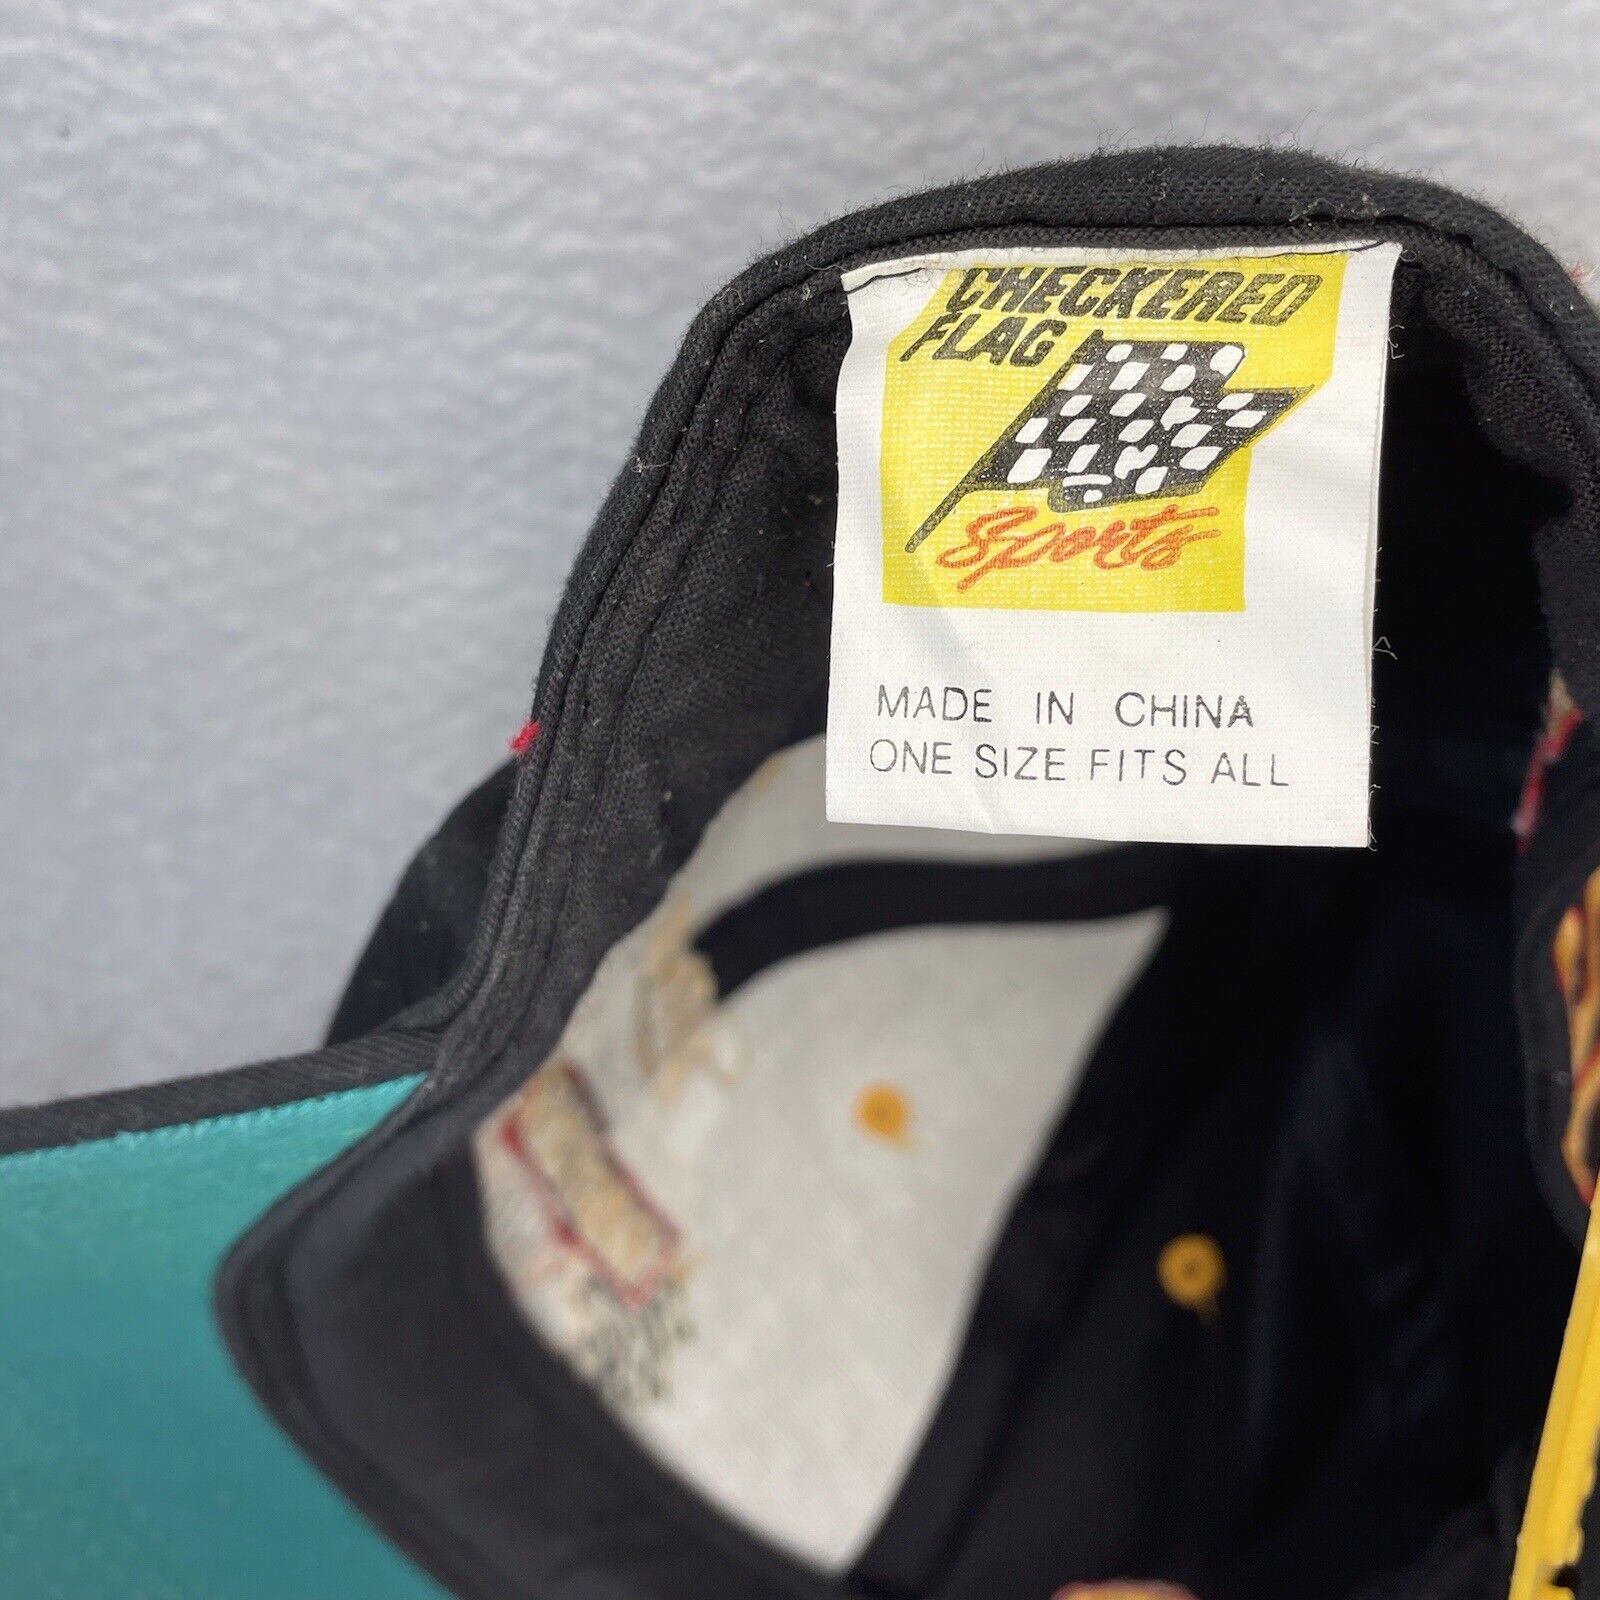 CHECKERED
FLAG
Sports
MADE IN CHINA
ONE SIZE FITS ALL